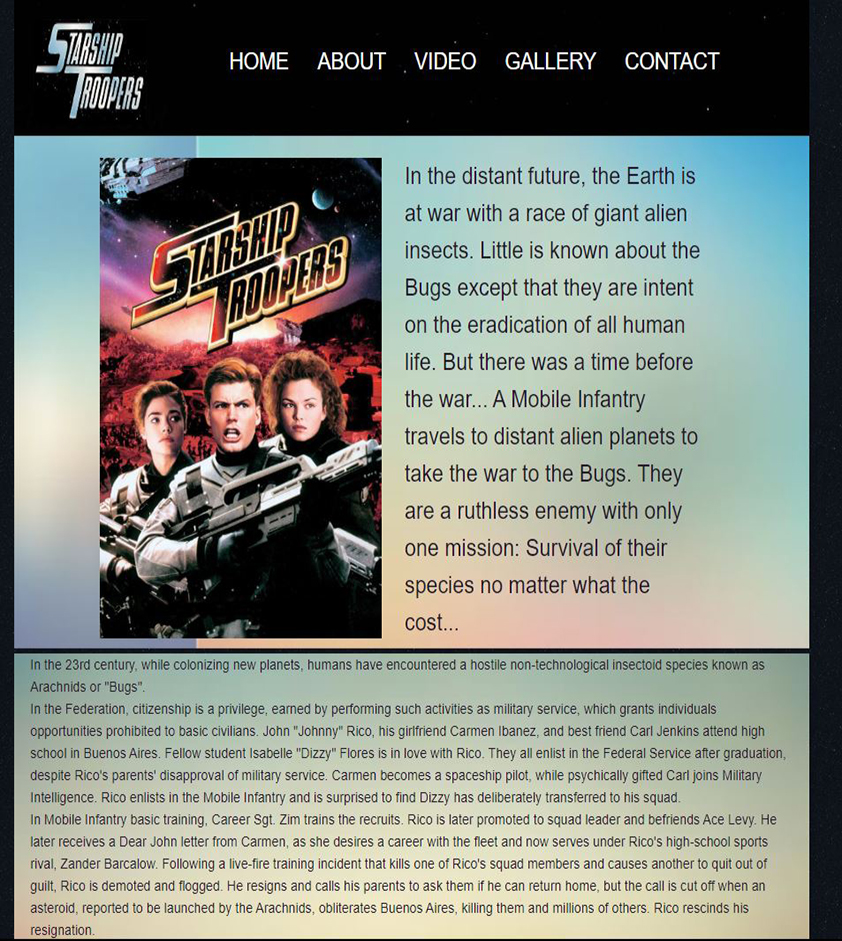 STARSHIP
TROOPERS
HOME ABOUT VIDEO GALLERY CONTACT
STARSHIP
TROOPERS
In the distant future, the Earth is
at war with a race of giant alien
insects. Little is known about the
Bugs except that they are intent
on the eradication of all human
life. But there was a time before
the war... A Mobile Infantry
travels to distant alien planets to
take the war to the Bugs. They
are a ruthless enemy with only
one mission: Survival of their
species no matter what the
cost...
In the 23rd century, while colonizing new planets, humans have encountered a hostile non-technological insectoid species known as
Arachnids or "Bugs".
In the Federation, citizenship is a privilege, earned by performing such activities as military service, which grants individuals
opportunities prohibited to basic civilians. John "Johnny" Rico, his girlfriend Carmen Ibanez, and best friend Carl Jenkins attend high
school in Buenos Aires. Fellow student Isabelle "Dizzy" Flores is in love with Rico. They all enlist in the Federal Service after graduation,
despite Rico's parents' disapproval of military service. Carmen becomes a spaceship pilot, while psychically gifted Carl joins Military
Intelligence. Rico enlists in the Mobile Infantry and is surprised to find Dizzy has deliberately transferred to his squad.
In Mobile Infantry basic training, Career Sgt. Zim trains the recruits. Rico is later promoted to squad leader and befriends Ace Levy. He
later receives a Dear John letter from Carmen, as she desires a career with the fleet and now serves under Rico's high-school sports
rival, Zander Barcalow. Following a live-fire training incident that kills one of Rico's squad members and causes another to quit out of
guilt, Rico is demoted and flogged. He resigns and calls his parents to ask them if he can return home, but the call is cut off when an
asteroid, reported to be launched by the Arachnids, obliterates Buenos Aires, killing them and millions of others. Rico rescinds his
resignation.